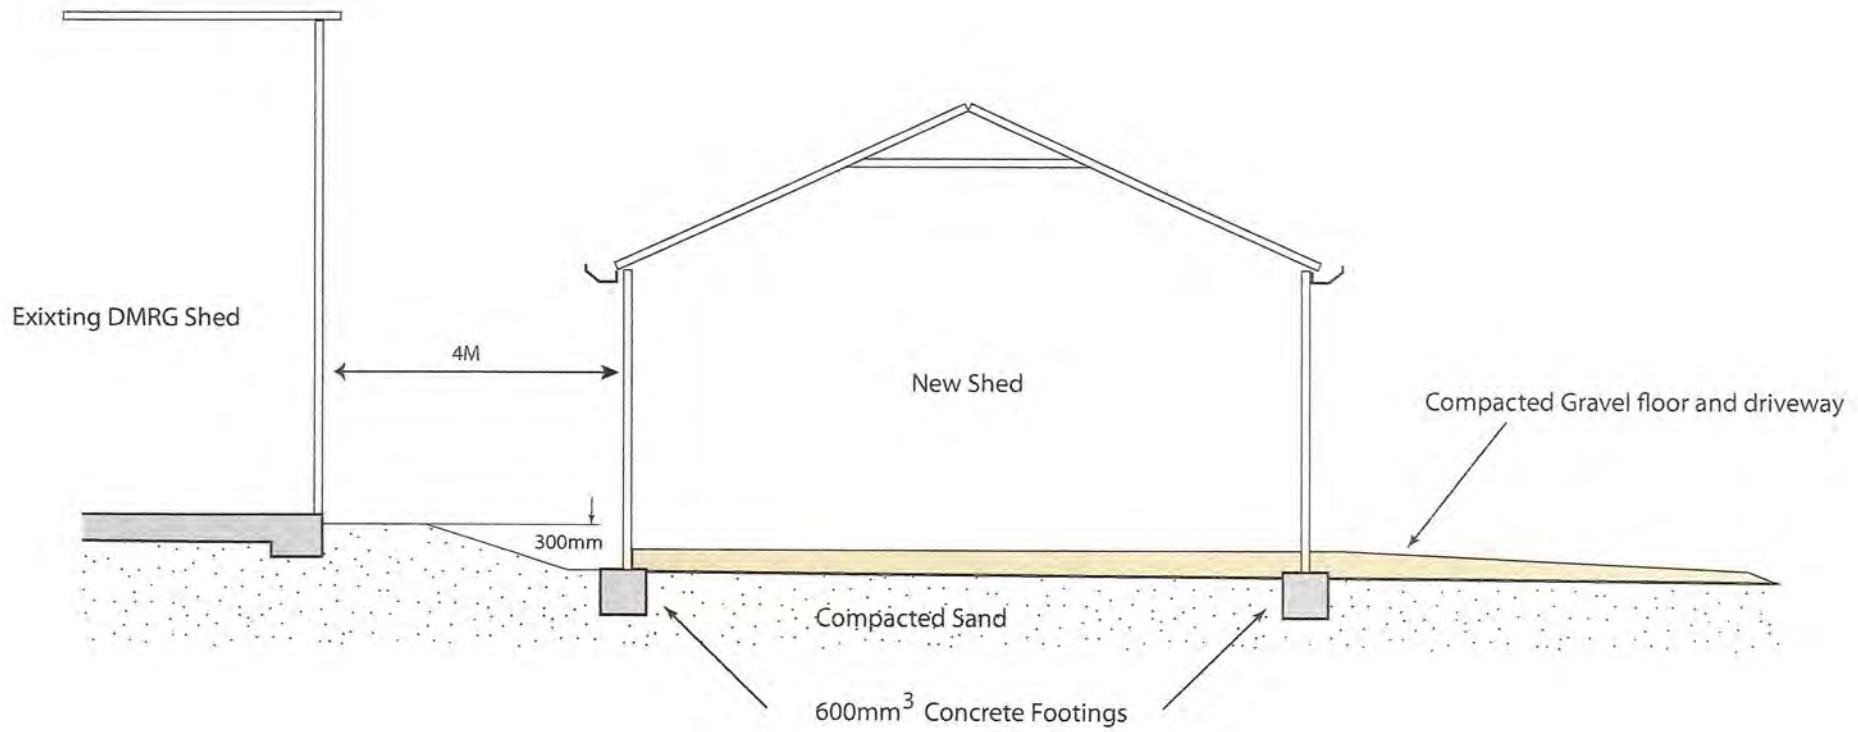 Exixting DMRG Shed
4M
New Shed
Compacted Gravel floor and driveway
300mm
Compacted Sand
600mm³ Concrete Footings